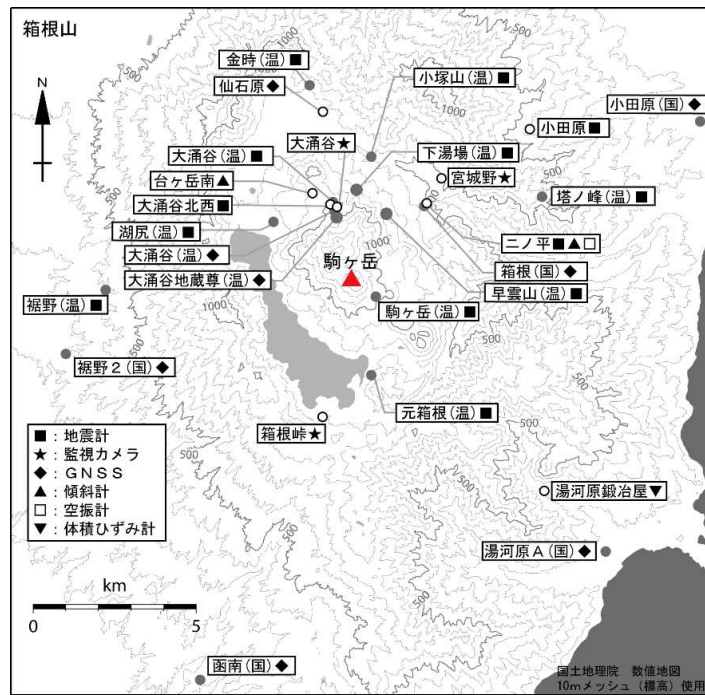 箱根山
N
金時(温)■
仙石原◆
小塚山(温)■
小田原(国)◆
小田原■
大涌谷★
大涌谷(温)■
下湯場(温)■
台ヶ岳南▲
宮城野★
塔ノ峰(温)■
大涌谷北西■
湖尻(温)■
二ノ平■▲□
大涌谷(温)◆
駒ヶ岳
箱根(国)◆
大涌谷地蔵尊(温)◆
早雲山(温)■
裾野(温)■
駒ヶ岳(温)■
裾野2(国)◆
元箱根(温)■
箱根峠★
■:地震計
★:監視カメラ
◆:GNSS
▲:傾斜計
□:空振計
▼:体積ひずみ計
湯河原鍛冶屋▼
湯河原A(国)◆
km
0 5
函南(国)◆
国土地理院 数値地図
10mメッシュ(標高)使用
500
1000
500
1000
500
1000
500
1000
500
500
500
500